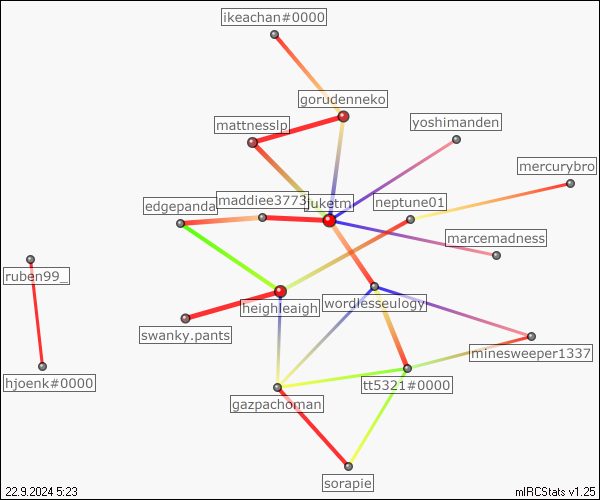 ikeachan#0000
gorudenneko
mattnesslp
yoshimanden
mercurybro
maddiee3773
juketm
neptune01
edgepanda
marcemadness
ruben99_
heighleaigh
wordlesseulogy
swanky.pants
minesweeper1337
hjoenk#0000
tt5321#0000
gazpachoman
sorapie
22.9.2024 5:23
mIRCStats v1.25